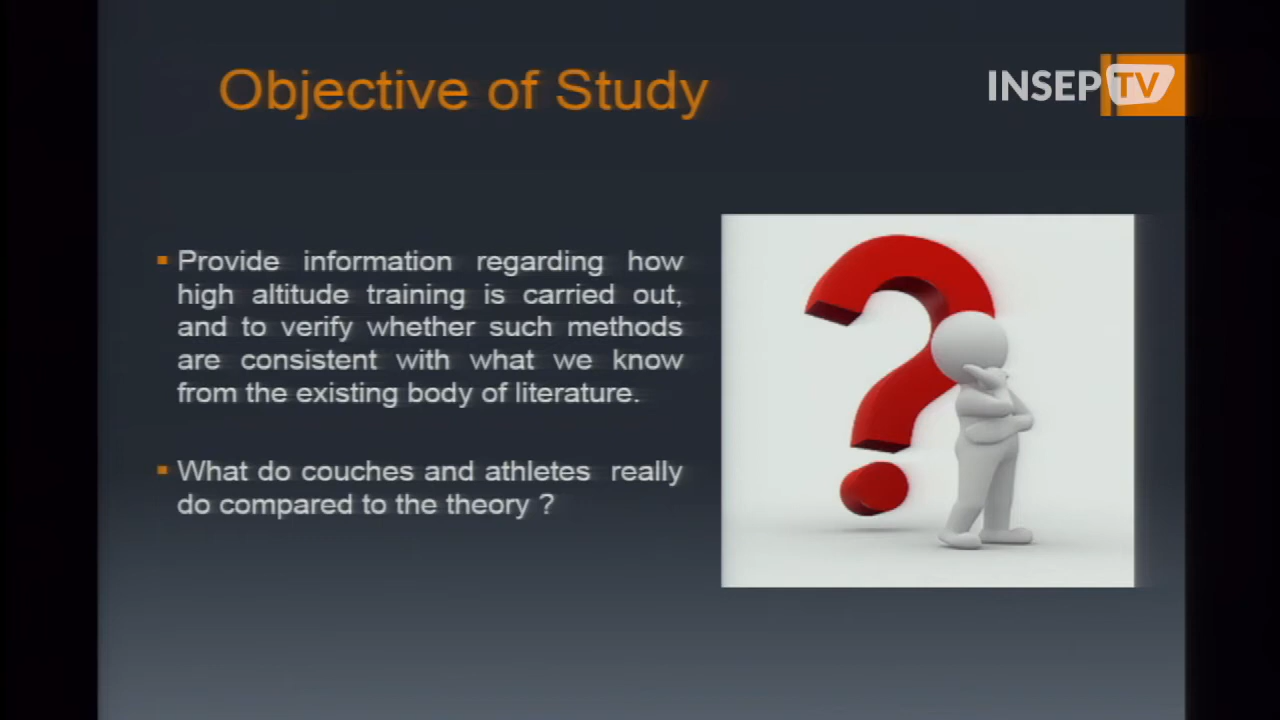 Objective of Study
INSEP TV
Provide information regarding how
high altitude training is carried out,
and to verify whether such methods
are consistent with what we know
from the existing body of literature.
What do couches and athletes really
do compared to the theory ?